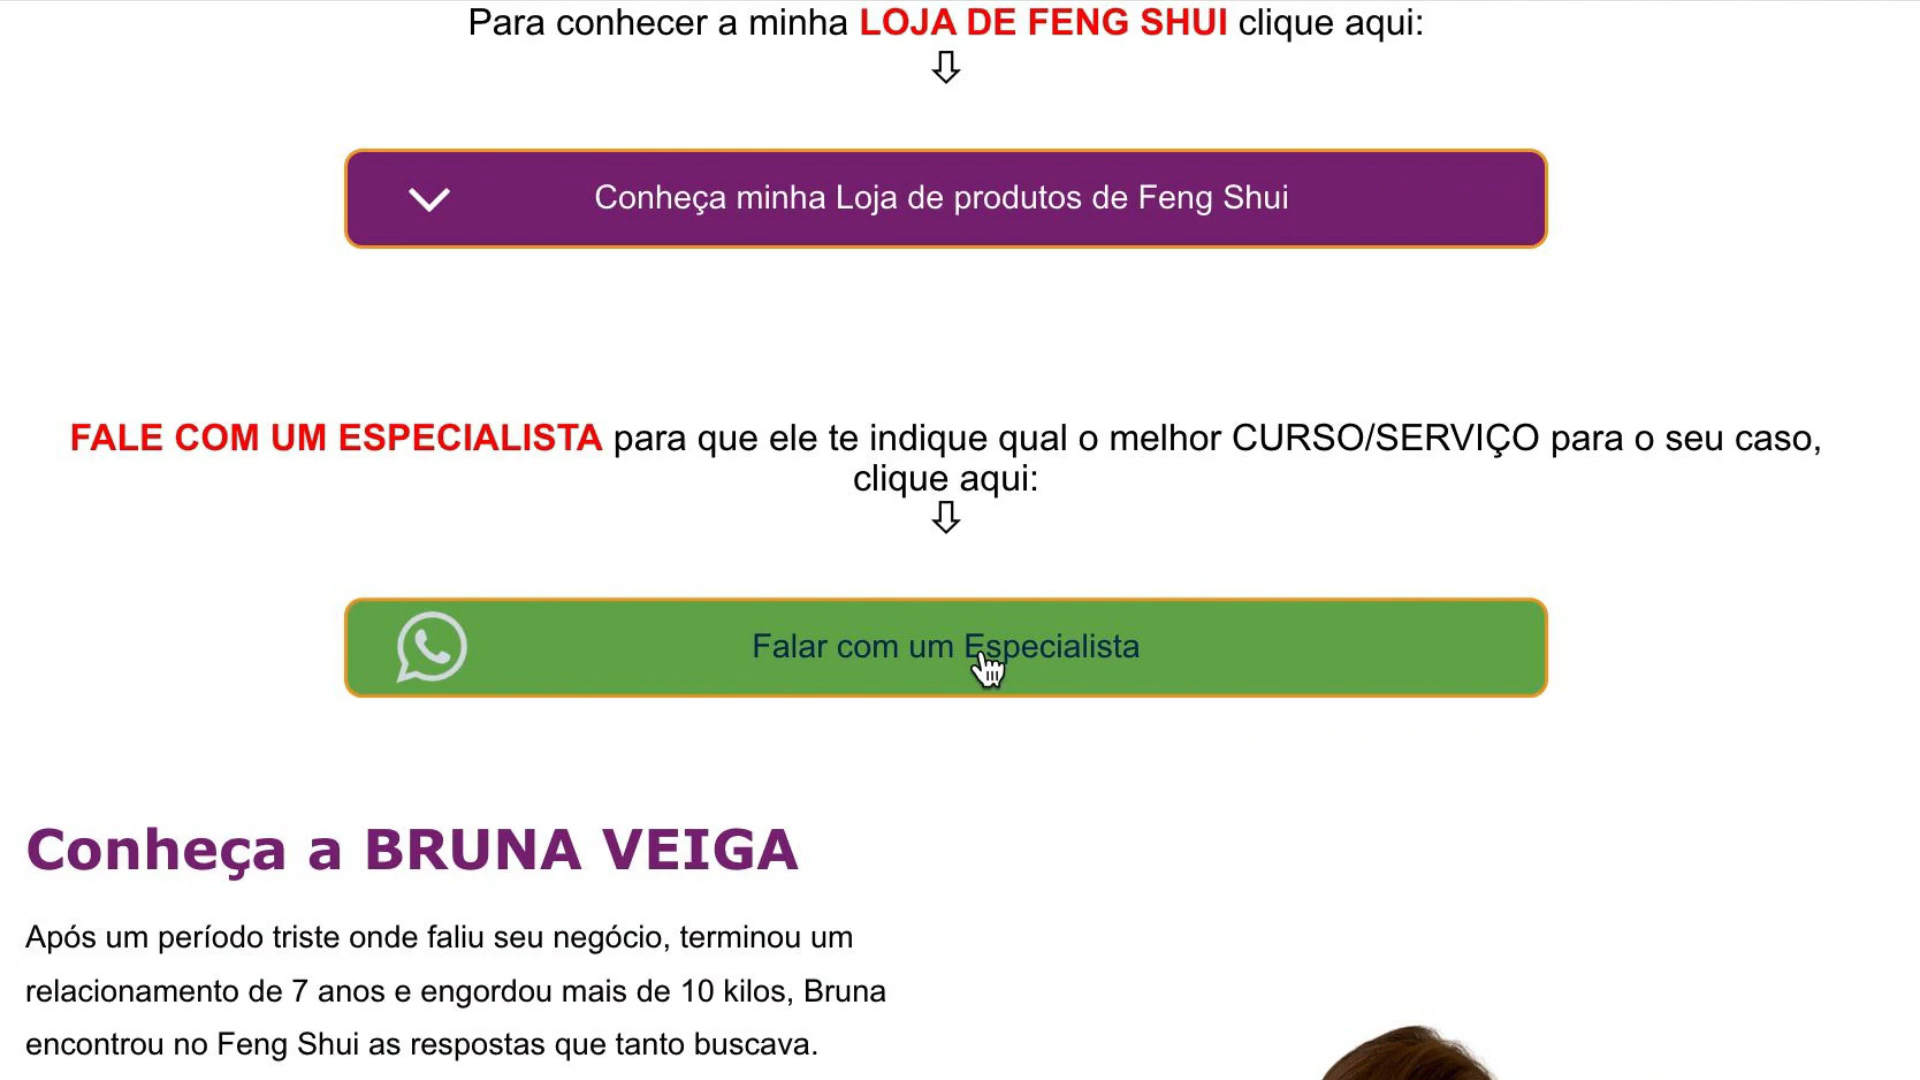 Para conhecer a minha LOJA DE FENG SHUI clique aqui:
⇩
Conheça minha Loja de produtos de Feng Shui
FALE COM UM ESPECIALISTA para que ele te indique qual o melhor CURSO/SERVIÇO para o seu caso,
clique aqui:
⇩
Falar com um Especialista
Conheça a BRUNA VEIGA
Após um período triste onde faliu seu negócio, terminou um
relacionamento de 7 anos e engordou mais de 10 kilos, Bruna
encontrou no Feng Shui as respostas que tanto buscava.